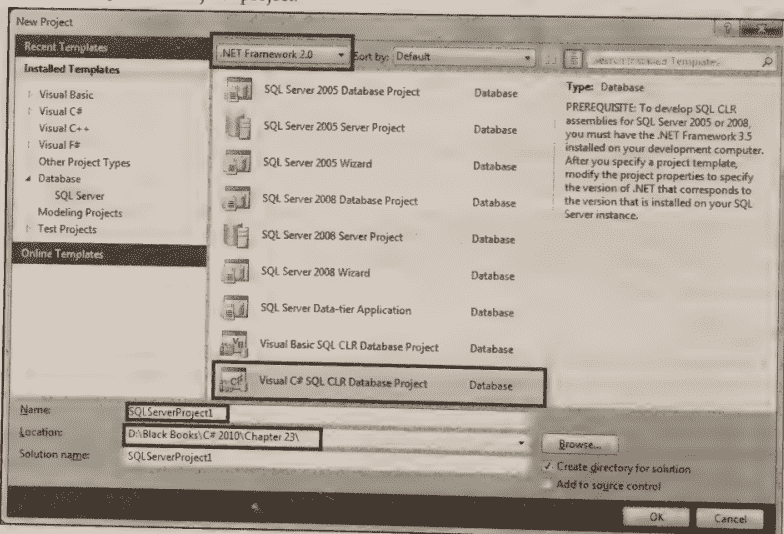 project.
New Project
Recent Templates
.NET Framework 2.0
Sort by: Default
Search Installed Templates
Installed Templates
Visual Basic
Visual C#
Visual C++
Visual F#
Other Project Types
Database
SQL Server
Modeling Projects
Test Projects
Online Templates
SQL Server 2005 Database Project Database
SQL Server 2005 Server Project Database
SQL Server 2005 Wizard Database
SQL Server 2008 Database Project Database
SQL Server 2008 Server Project Database
SQL Server 2008 Wizard Database
SQL Server Data-tier Application Database
Visual Basic SQL CLR Database Project Database
Visual C# SQL CLR Database Project Database
Type: Database
PREREQUISITE: To develop SQL CLR
assemblies for SQL Server 2005 or 2008,
you must have the .NET Framework 3.5
installed on your development computer.
After you specify a project template,
modify the project properties to specify
the version of .NET that corresponds to
the version that is installed on your SQL
Server instance.
Name: SQLServerProject1
Location: D:\Black Books\C# 2010\Chapter 23\
Browse...
Solution name: SQLServerProject1
Create directory for solution
Add to source control
OK Cancel